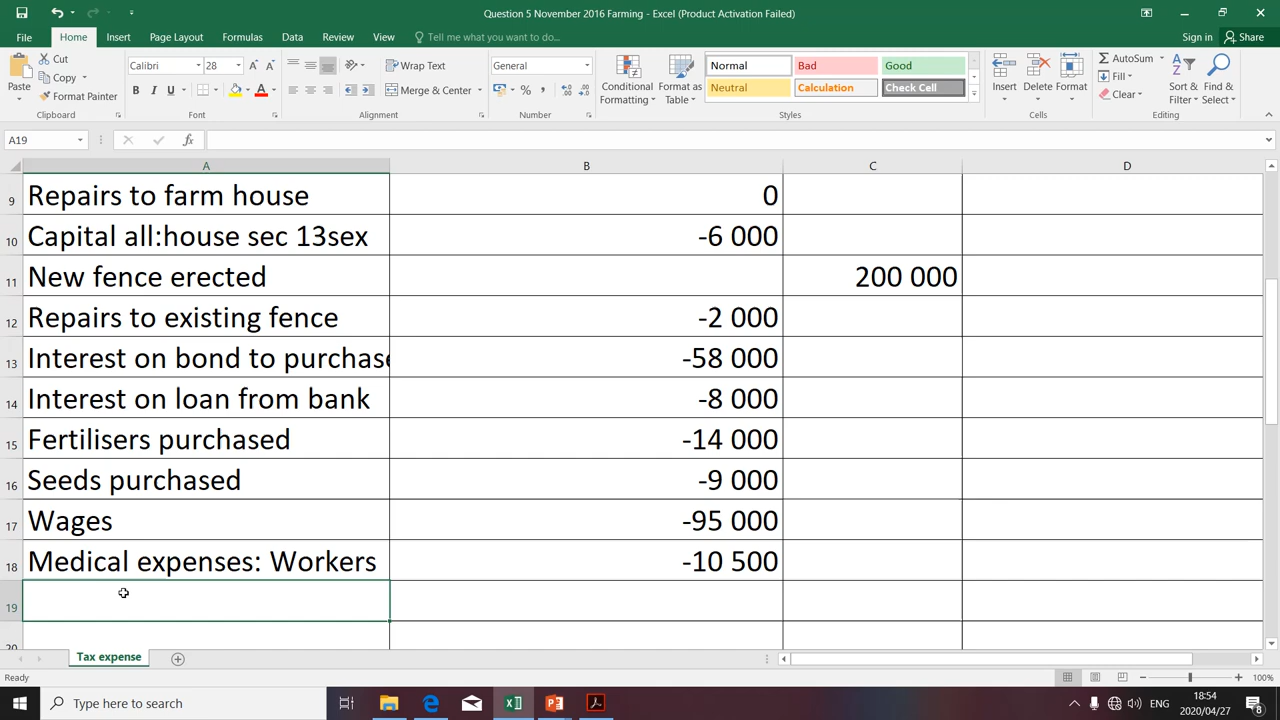 Question 5 November 2016 Farming - Excel (Product Activation Failed)
File Home Insert Page Layout Formulas Data Review View Tell me what you want to do... Sign in Share
Paste
Cut
Copy
Format Painter
Clipboard
Calibri 28
B I U
Font
Wrap Text
Merge & Center
Alignment
General
%
Number
Conditional Formatting
Format as Table
Normal Bad Good
Neutral Calculation Check Cell
Styles
Insert Delete Format
Cells
AutoSum
Fill
Clear
Sort & Filter
Find & Select
Editing
A19 fx
A B C D
9 Repairs to farm house 0
10 Capital all:house sec 13sex -6 000
11 New fence erected 200 000
12 Repairs to existing fence -2 000
13 Interest on bond to purchase -58 000
14 Interest on loan from bank -8 000
15 Fertilisers purchased -14 000
16 Seeds purchased -9 000
17 Wages -95 000
18 Medical expenses: Workers -10 500
19
20
Tax expense
Ready 100%
Type here to search
ENG
18:54
2020/04/27
8